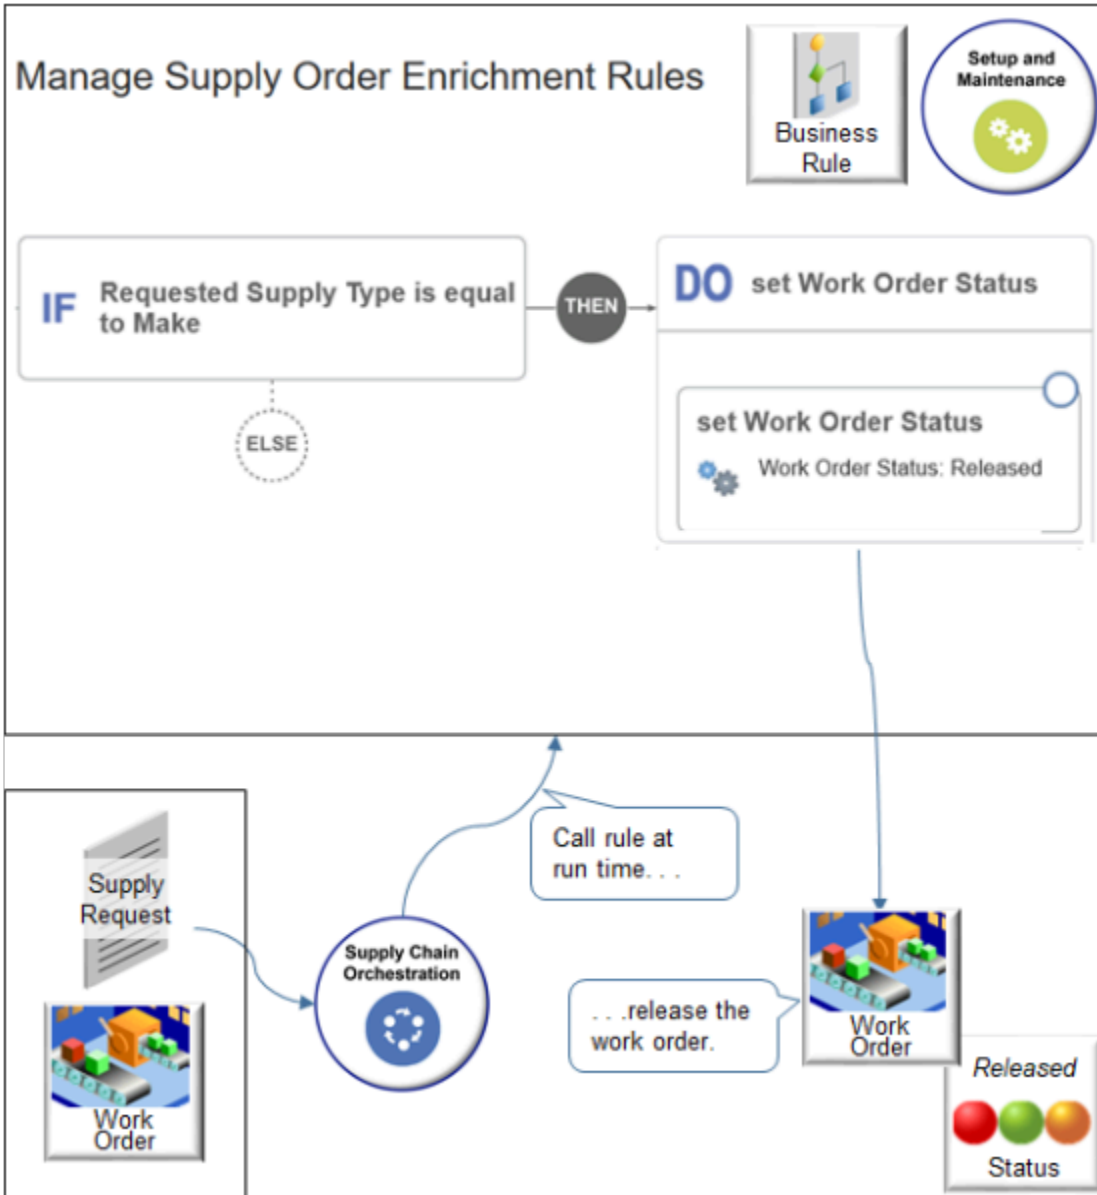 Manage Supply Order Enrichment Rules
Business
Rule
Setup and
Maintenance
IF
Requested Supply Type is equal
to Make
THEN
ELSE
DO
set Work Order Status
set Work Order Status
Work Order Status: Released
Call rule at
run time. . .
Supply
Request
Supply Chain
Orchestration
. . .release the
work order.
Work
Order
Work
Order
Released
Status